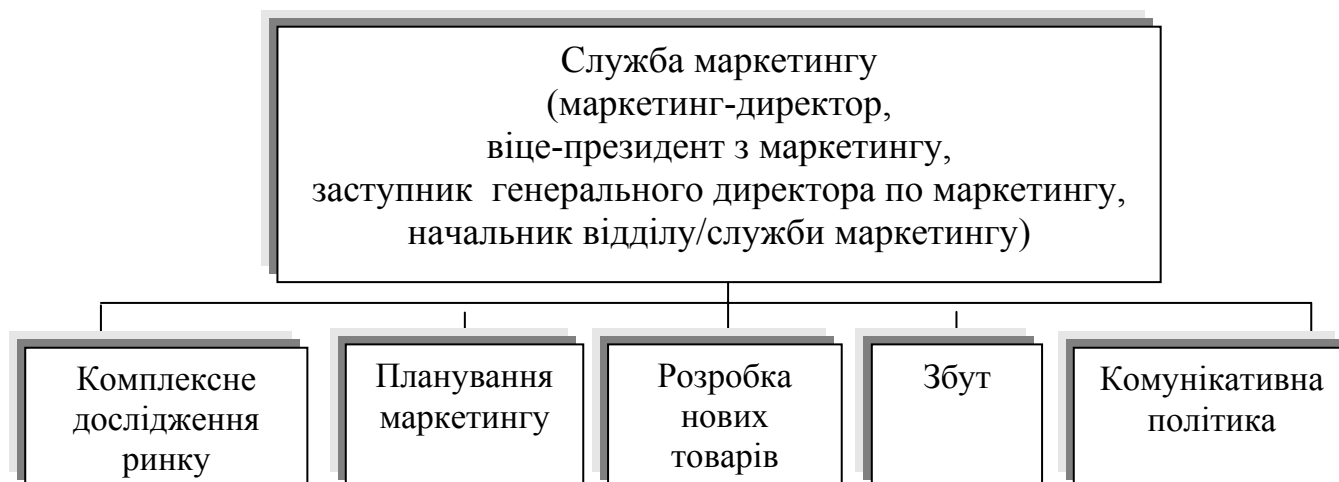 Служба маркетингу
(маркетинг-директор,
віце-президент з маркетингу,
заступник генерального директора по маркетингу,
начальник відділу/служби маркетингу)
Комплексне
дослідження
ринку
Планування
маркетингу
Розробка
нових
товарів
Збут
Комунікативна
політика